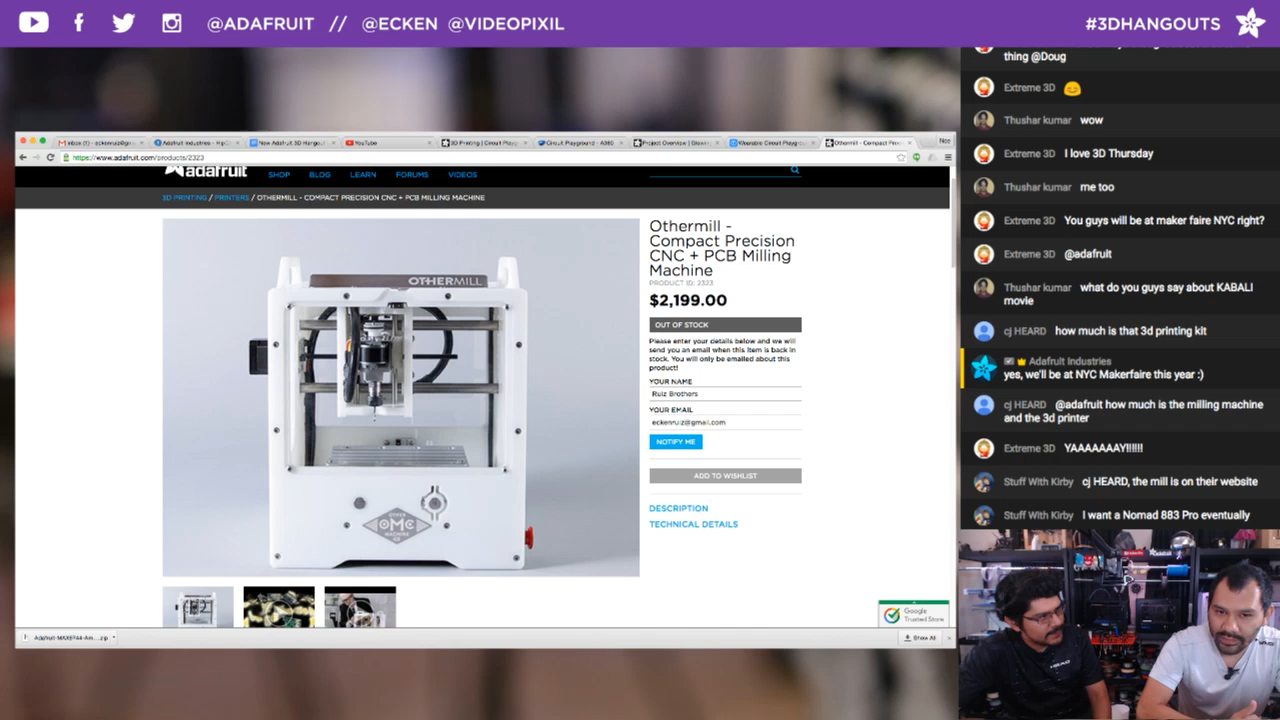 @ADAFRUIT // @ECKEN @VIDEOPIXIL
#3DHANGOUTS
YouTube
https://www.adafruit.com/products/2323
adafruit
SHOP BLOG LEARN FORUMS VIDEOS
3D PRINTING / PRINTERS / OTHERMILL - COMPACT PRECISION CNC + PCB MILLING MACHINE
OTHERMILL
OTHER
OMC
MACHINE
CO
Othermill -
Compact Precision
CNC + PCB Milling
Machine
PRODUCT ID: 2323
$2,199.00
OUT OF STOCK
Please enter your details below and we will
send you an email when this item is back in
stock. You will only be emailed about this
product!
YOUR NAME
Ruiz Brothers
YOUR EMAIL
eckenruiz@gmail.com
NOTIFY ME
ADD TO WISHLIST
DESCRIPTION
TECHNICAL DETAILS
Google
Trusted Store
Show All
thing @Doug
Extreme 3D 😊
Thushar kumar wow
Extreme 3D I love 3D Thursday
Thushar kumar me too
Extreme 3D You guys will be at maker faire NYC right?
Extreme 3D @adafruit
Thushar kumar what do you guys say about KABALI
movie
cj HEARD how much is that 3d printing kit
Adafruit Industries
yes, we'll be at NYC Makerfaire this year :)
cj HEARD @adafruit how much is the milling machine
and the 3d printer
Extreme 3D YAAAAAAY!!!!!!
Stuff With Kirby cj HEARD, the mill is on their website
Stuff With Kirby I want a Nomad 883 Pro eventually